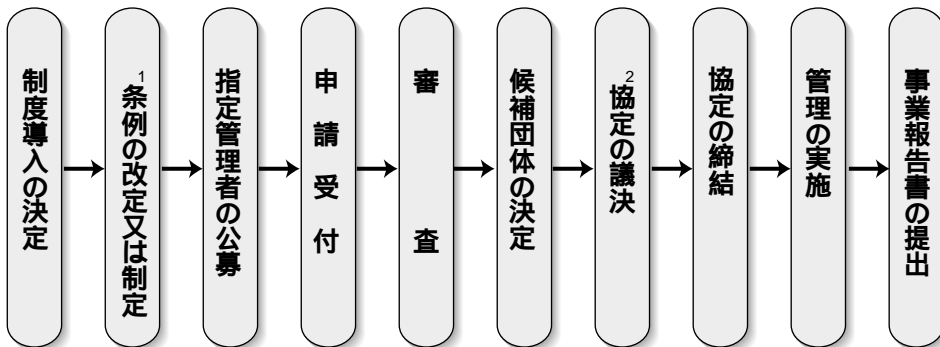 制度導入の決定
1条例の改定又は制定
指定管理者の公募
申請受付
審査
候補団体の決定
2協定の議決
協定の締結
管理の実施
事業報告書の提出